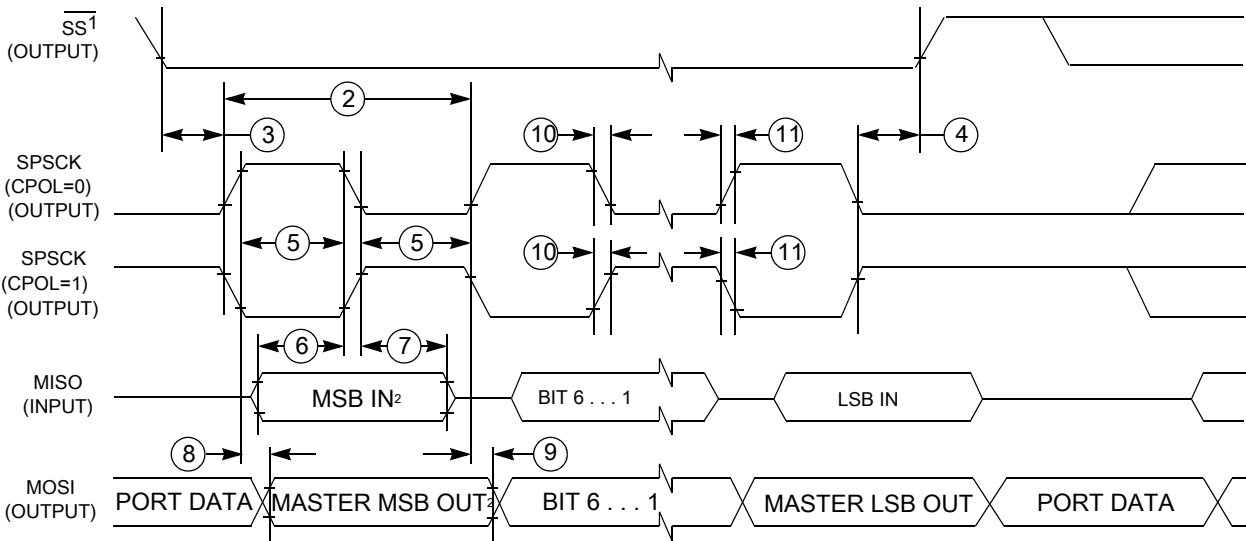 SS1
(OUTPUT)
2
3
10
11
4
SPSCK
(CPOL=0)
(OUTPUT)
5
5
SPSCK
(CPOL=1)
(OUTPUT)
10
11
6
7
MISO
(INPUT)
MSB IN2
BIT 6 . . . 1
LSB IN
8
9
MOSI
(OUTPUT)
PORT DATA
MASTER MSB OUT2
BIT 6 . . . 1
MASTER LSB OUT
PORT DATA